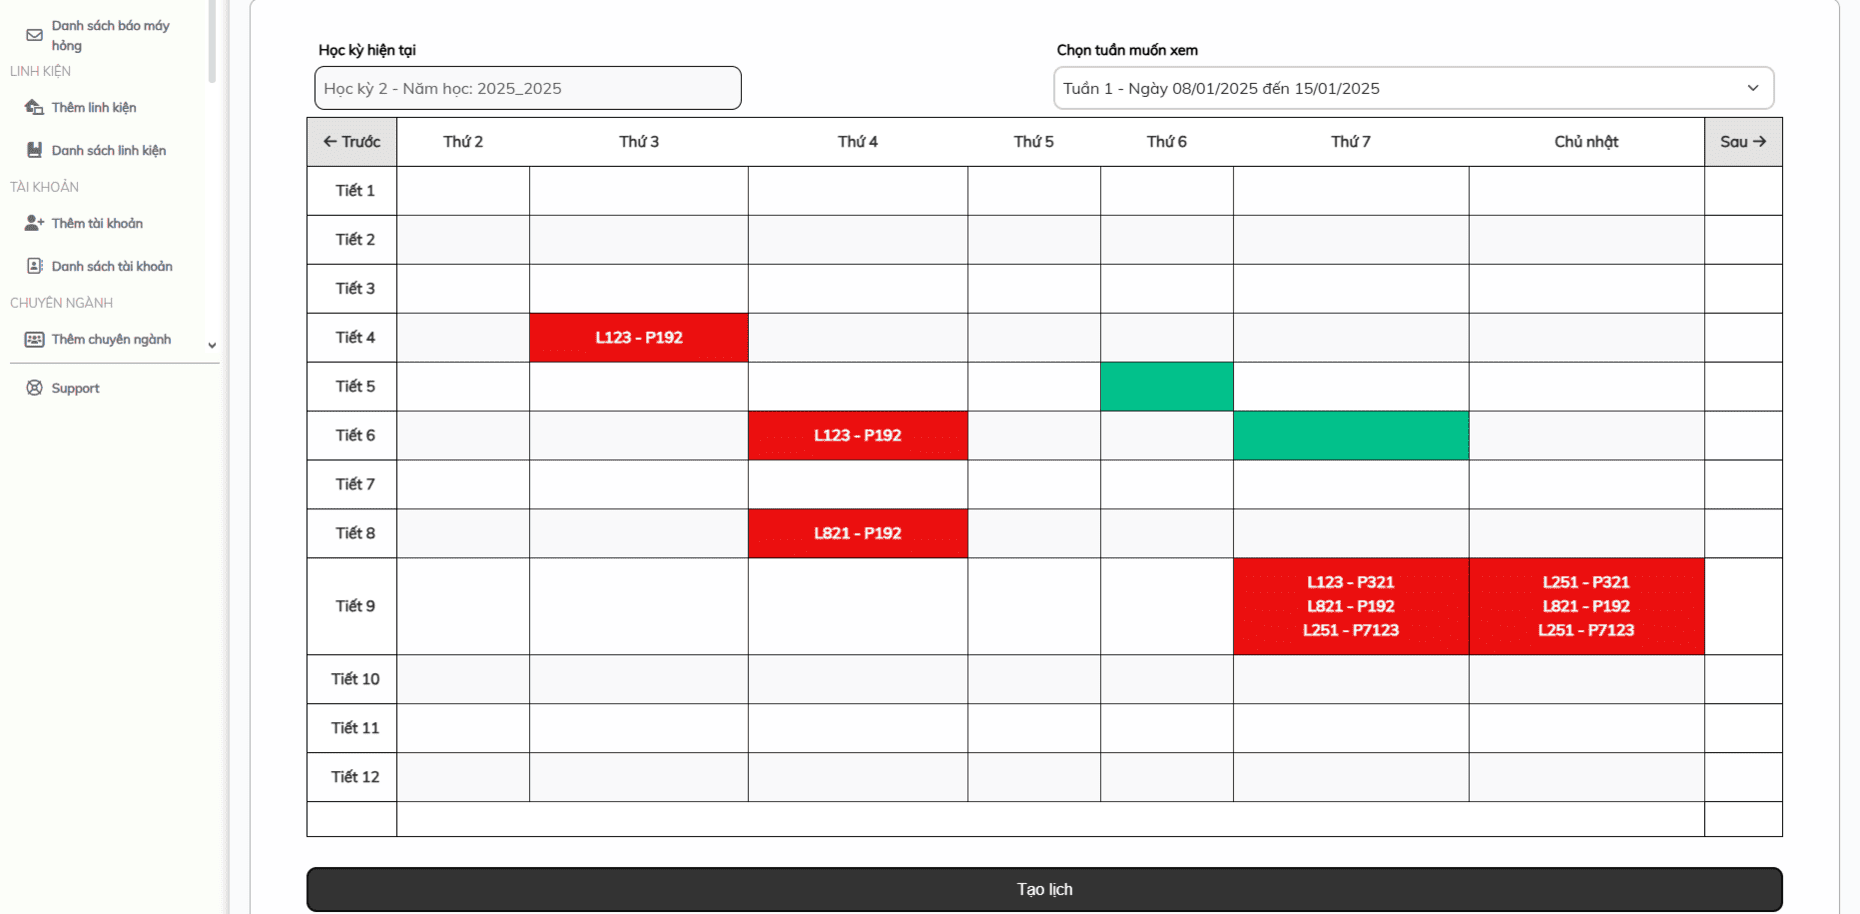 Danh sách báo máy
hỏng
LINH KIỆN
Thêm linh kiện
Danh sách linh kiện
TÀI KHOẢN
Thêm tài khoản
Danh sách tài khoản
CHUYÊN NGÀNH
Thêm chuyên ngành
Support
Học kỳ hiện tại
Chọn tuần muốn xem
Học kỳ 2 - Năm học: 2025_2025
Tuần 1 - Ngày 08/01/2025 đến 15/01/2025
← Trước Thứ 2 Thứ 3 Thứ 4 Thứ 5 Thứ 6 Thứ 7 Chủ nhật Sau →
Tiết 1
Tiết 2
Tiết 3
Tiết 4 L123 - P192
Tiết 5
Tiết 6 L123 - P192
Tiết 7
Tiết 8 L821 - P192
Tiết 9
L123 - P321
L821 - P192
L251 - P7123
L251 - P321
L821 - P192
L251 - P7123
Tiết 10
Tiết 11
Tiết 12
Tạo lịch